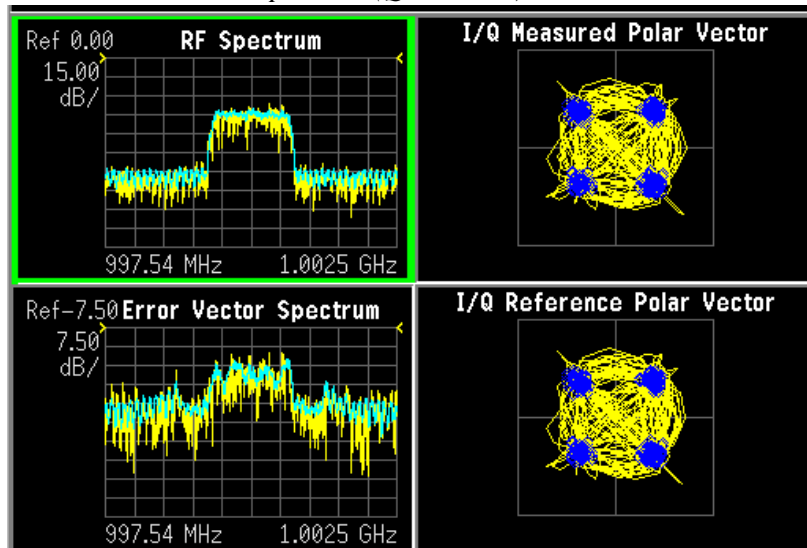 Ref 0.00 RF Spectrum
15.00
dB/
997.54 MHz 1.0025 GHz
I/Q Measured Polar Vector
Ref-7.50 Error Vector Spectrum
7.50
dB/
997.54 MHz 1.0025 GHz
I/Q Reference Polar Vector